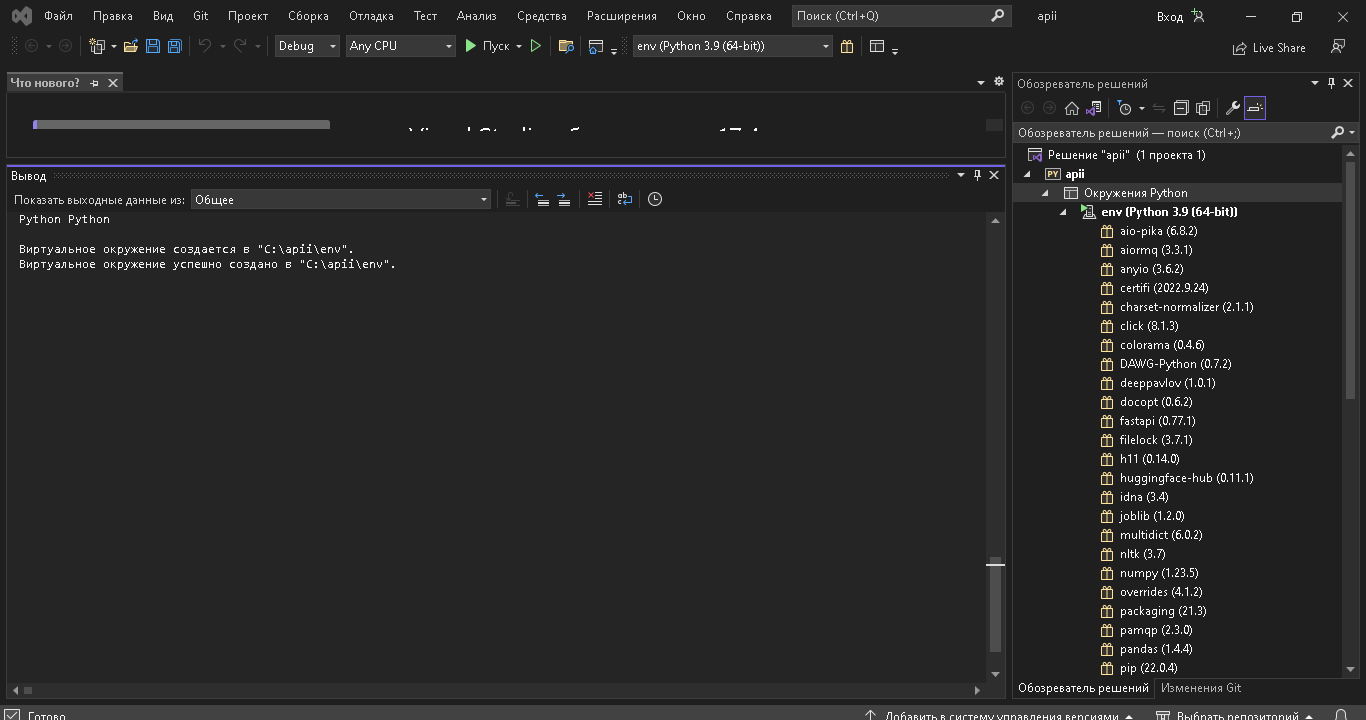 Файл Правка Вид Git Проект Сборка Отладка Тест Анализ Средства Расширения Окно Справка Поиск (Ctrl+Q) apii Вход
Debug Any CPU Пуск env (Python 3.9 (64-bit)) Live Share
Что нового?
Вывод
Показать выходные данные из: Общее
Python Python
Виртуальное окружение создается в "C:\apii\env".
Виртуальное окружение успешно создано в "C:\apii\env".
Обозреватель решений
Обозреватель решений — поиск (Ctrl+;)
Решение "apii" (1 проекта 1)
PY apii
Окружения Python
env (Python 3.9 (64-bit))
aio-pika (6.8.2)
aiormq (3.3.1)
anyio (3.6.2)
certifi (2022.9.24)
charset-normalizer (2.1.1)
click (8.1.3)
colorama (0.4.6)
DAWG-Python (0.7.2)
deeppavlov (1.0.1)
docopt (0.6.2)
fastapi (0.77.1)
filelock (3.7.1)
h11 (0.14.0)
huggingface-hub (0.11.1)
idna (3.4)
joblib (1.2.0)
multidict (6.0.2)
nltk (3.7)
numpy (1.23.5)
overrides (4.1.2)
packaging (21.3)
pamqp (2.3.0)
pandas (1.4.4)
pip (22.0.4)
Обозреватель решений Изменения Git
Готово Добавить в систему управления версиями Выбрать репозиторий